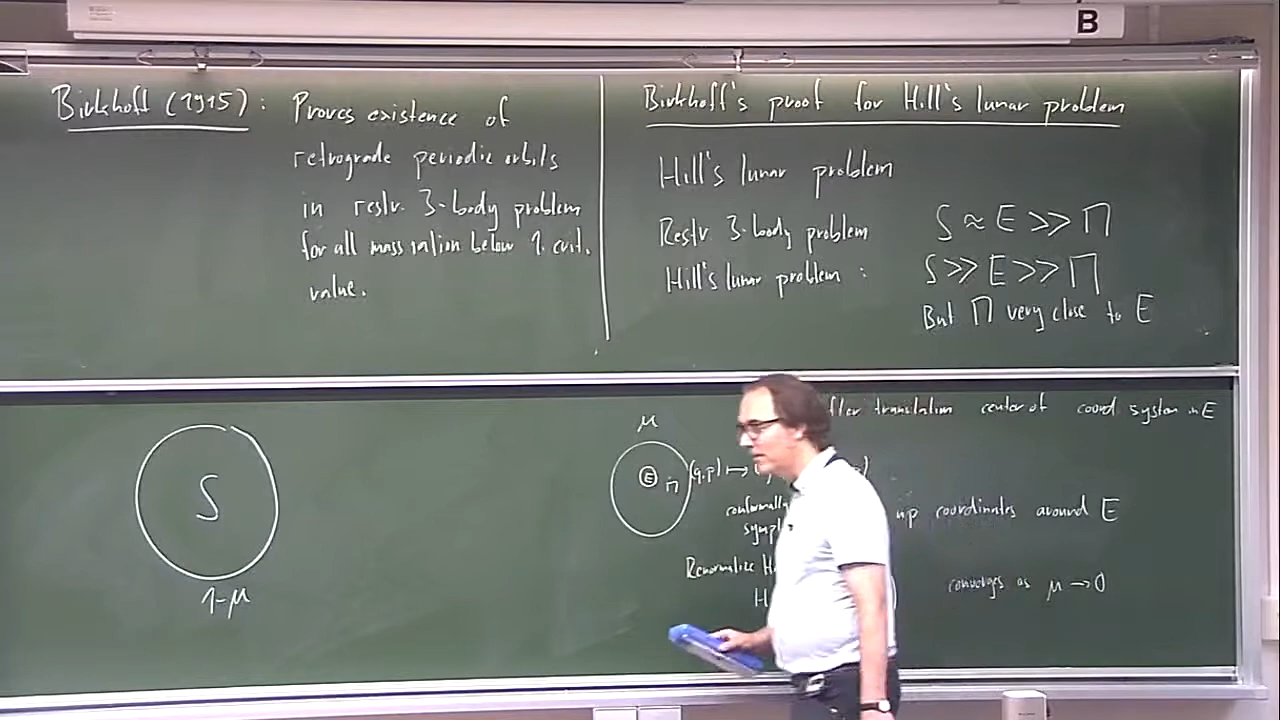 B
Birkhoff (1915): Proves existence of
retrograde periodic orbits
in restr. 3-body problem
for all mass ration below 1. crit.
value.
Birkhoff's proof for Hill's lunar problem
Hill's lunar problem
Restr. 3-body problem S ≈ E >> M
Hill's lunar problem : S >> E >> M
But M very close to E
S
1-μ
μ
E
M
after translation center of coord system in E
(q,p) ↦
conformally
sympl
up coordinates around E
Renormalize H
H
converges as μ → 0